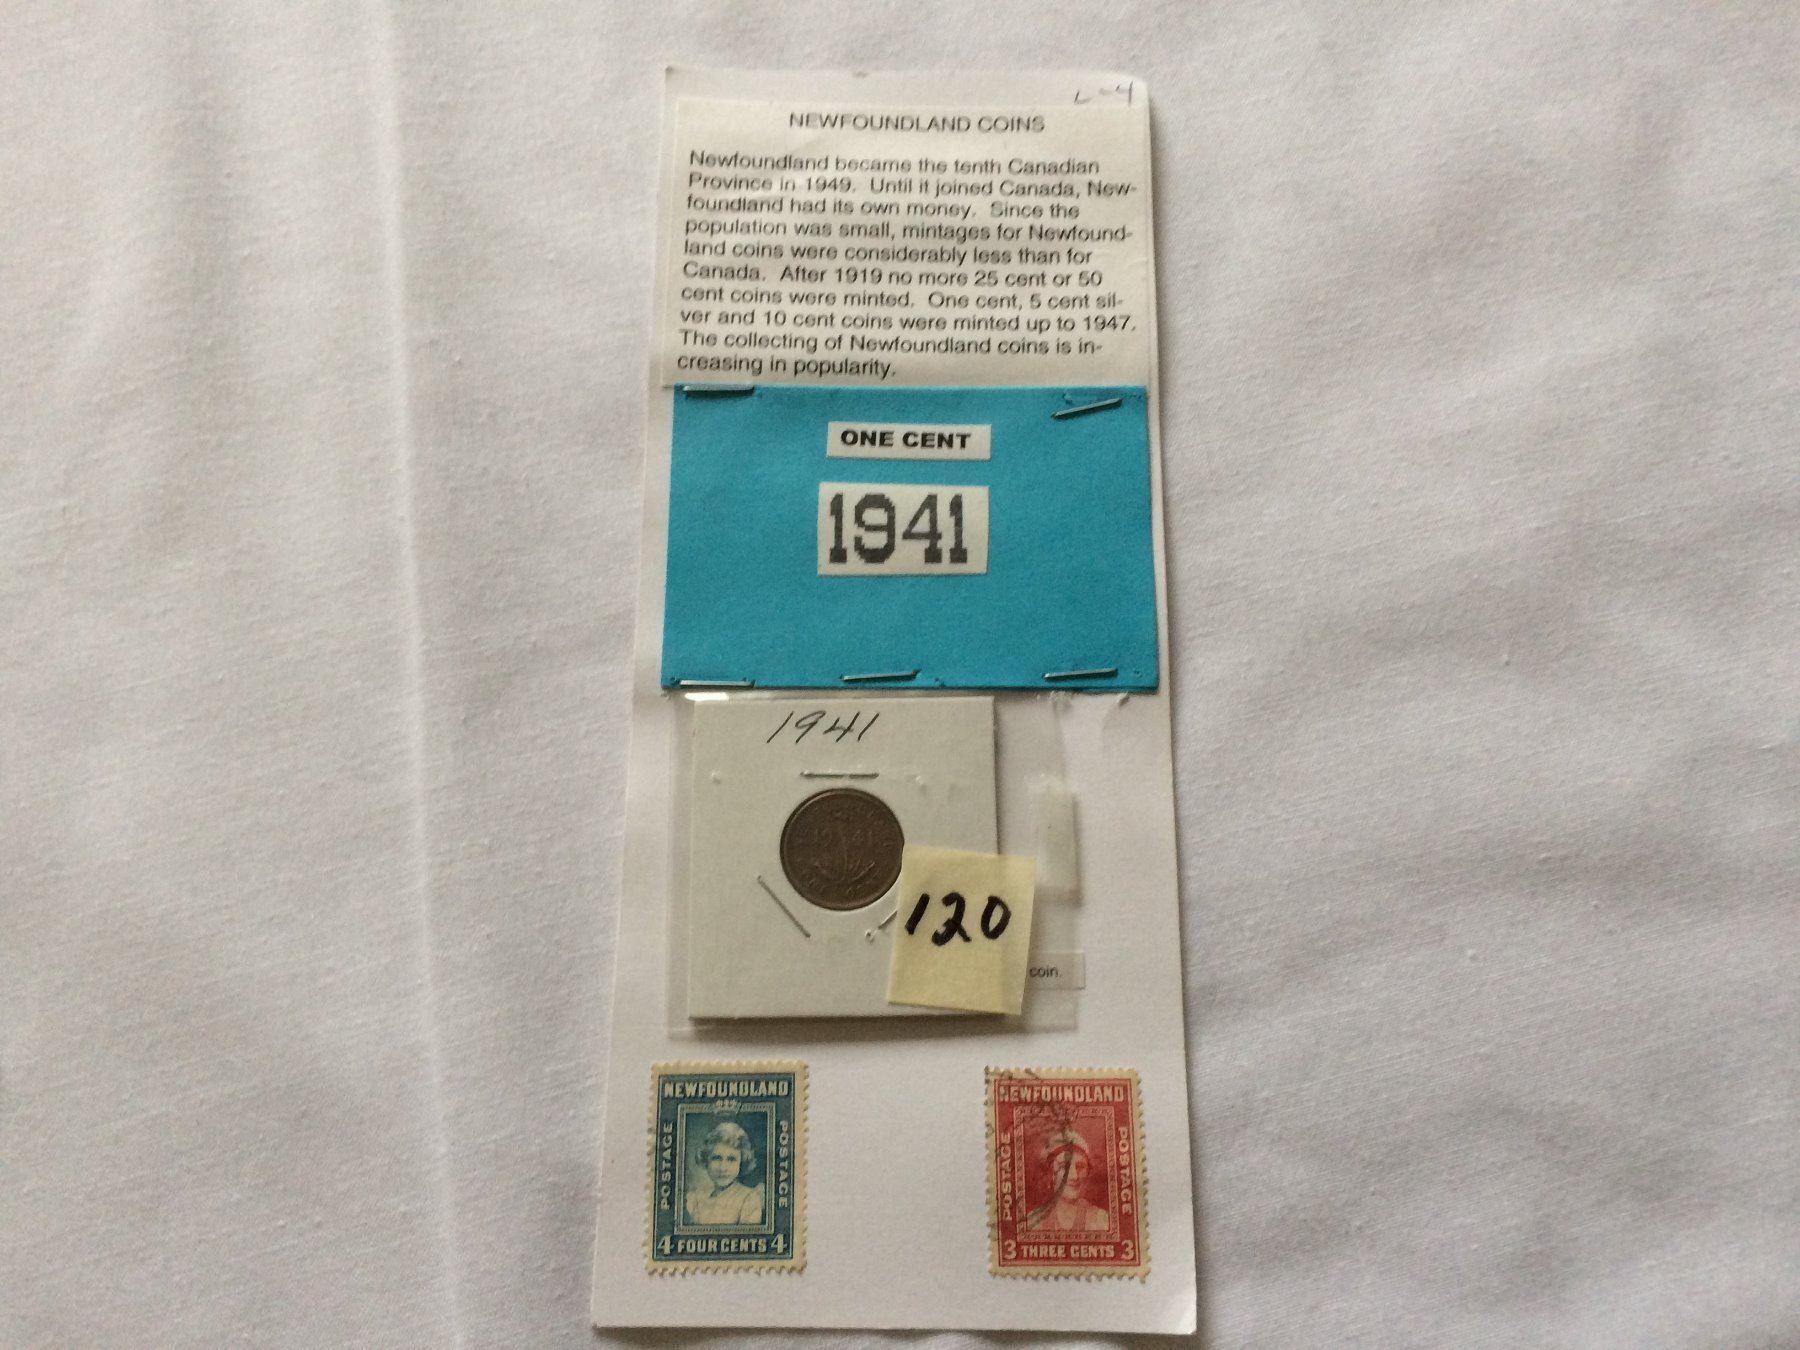 L-4
NEWFOUNDLAND COINS
Newfoundland became the tenth Canadian
Province in 1949. Until it joined Canada, New-
foundland had its own money. Since the
population was small, mintages for Newfound-
land coins were considerably less than for
Canada. After 1919 no more 25 cent or 50
cent coins were minted. One cent, 5 cent sil-
ver and 10 cent coins were minted up to 1947.
The collecting of Newfoundland coins is in-
creasing in popularity.
ONE CENT
1941
1941
1941
120
coin.
NEWFOUNDLAND
POSTAGE
POSTAGE
4 FOUR CENTS 4
NEWFOUNDLAND
POSTAGE
POSTAGE
3 THREE CENTS 3